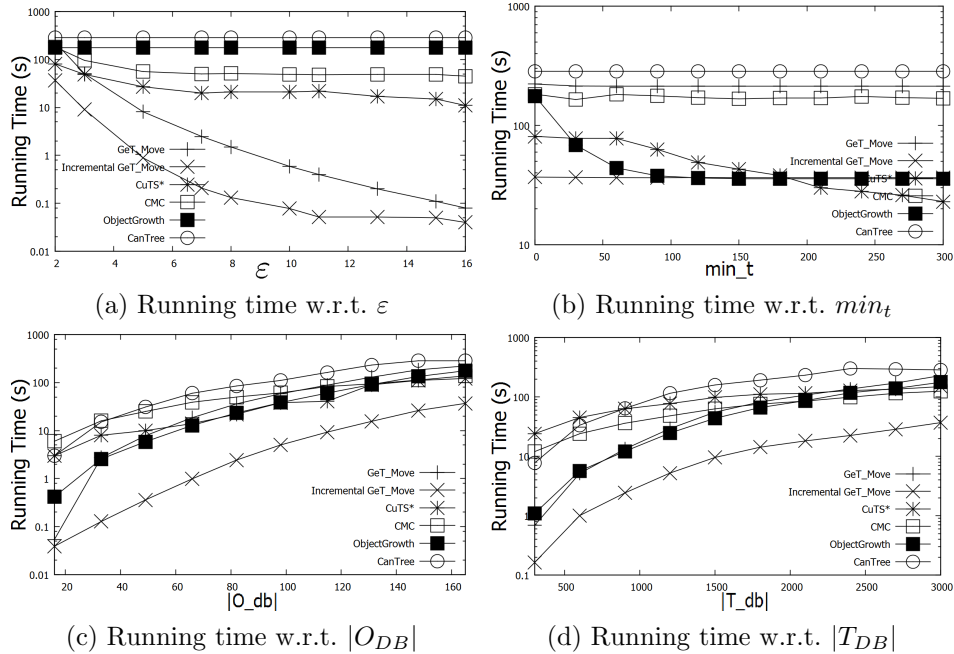 1000
100
10
1
0.1
0.01
Running Time (s)
GeT_Move
Incremental GeT_Move
CuTS*
CMC
ObjectGrowth
CanTree
2 4 6 8 10 12 14 16
ε
(a) Running time w.r.t. ε
1000
100
10
Running Time (s)
GeT_Move
Incremental GeT_Move
CuTS*
CMC
ObjectGrowth
CanTree
0 50 100 150 200 250 300
min_t
(b) Running time w.r.t. min_t
1000
100
10
1
0.1
0.01
Running Time (s)
GeT_Move
Incremental GeT_Move
CuTS*
CMC
ObjectGrowth
CanTree
20 40 60 80 100 120 140 160
|O_db|
(c) Running time w.r.t. |O_DB|
1000
100
10
1
0.1
Running Time (s)
GeT_Move
Incremental GeT_Move
CuTS*
CMC
ObjectGrowth
CanTree
500 1000 1500 2000 2500 3000
|T_db|
(d) Running time w.r.t. |T_DB|